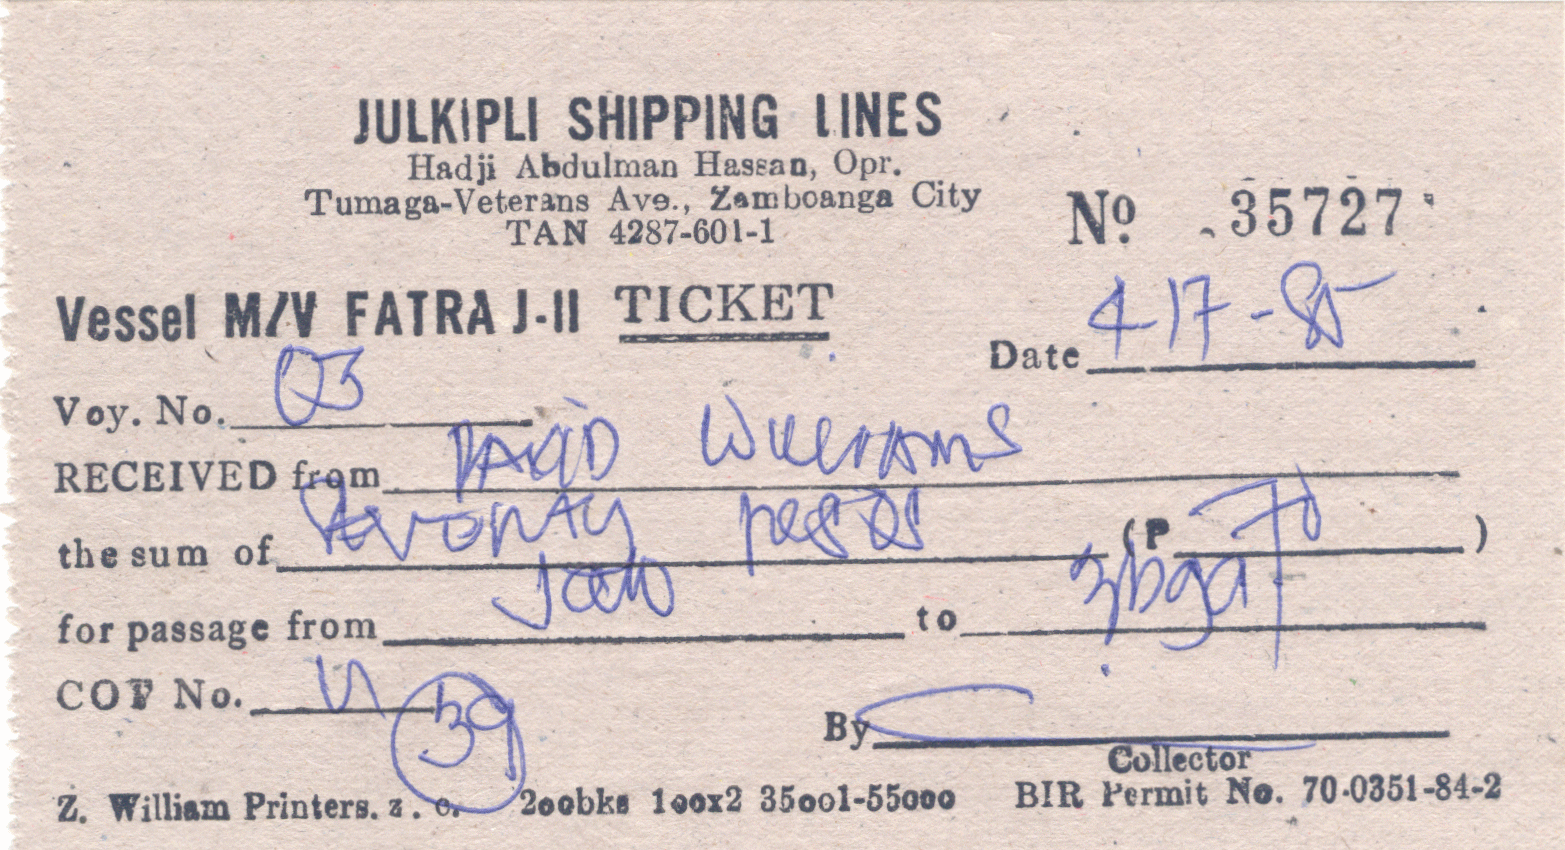 JULKIPLI SHIPPING LINES
Hadji Abdulman Hassan, Opr.
Tumaga-Veterans Ave., Zamboanga City
TAN 4287-601-1
No. 35727
Vessel M/V FATRA J-II TICKET
Date 4-17-85
Voy. No. 03
RECEIVED from DAVID WILLIAMS
the sum of Seventy pesos (P 70)
for passage from Jolo to Zbga
COT No.
39
By
Collector
Z. William Printers. z. c. 200bks 100x2 35001-55000 BIR Permit No. 70-0351-84-2